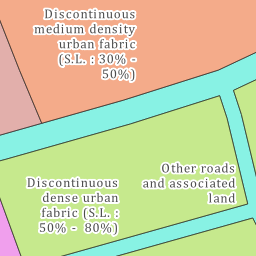 Discontinuous
medium density
urban fabric
(S.L. : 30% -
50%)
Other roads
and associated
land
Discontinuous
dense urban
fabric (S.L. :
50% -  80%)